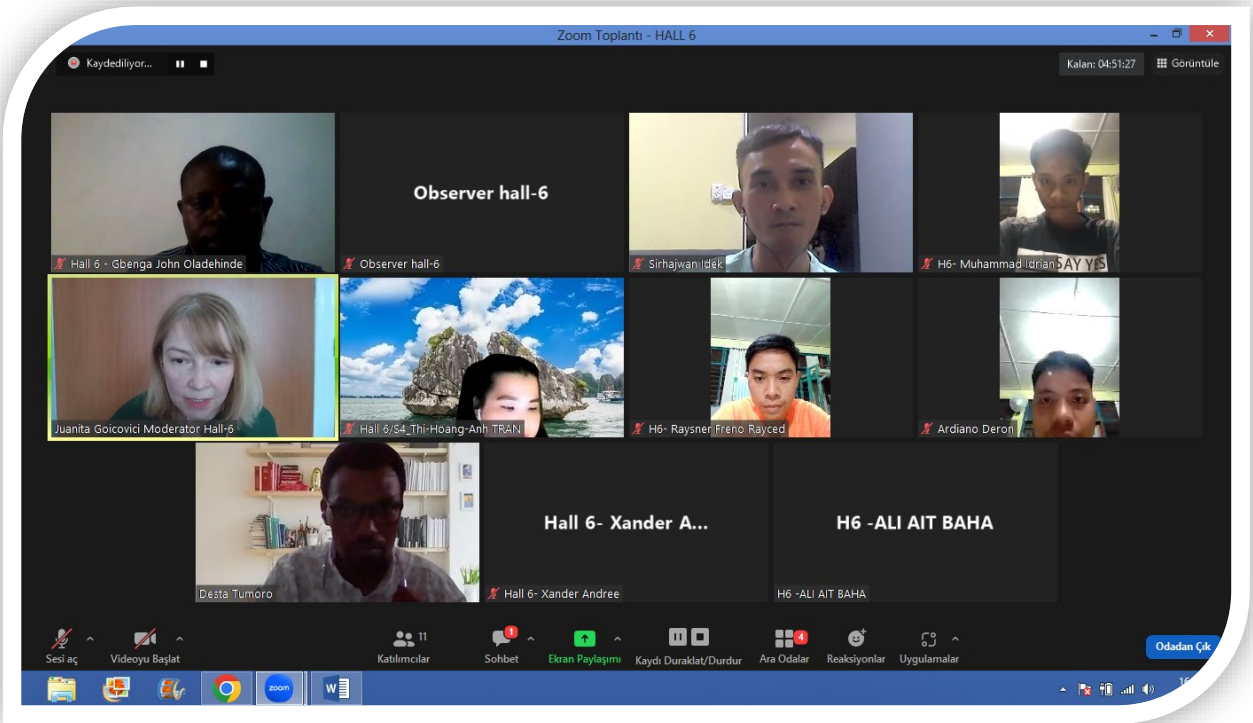 Zoom Toplantı - HALL 6
Kaydediliyor...
Kalan: 04:51:27
Görüntüle
Observer hall-6
Hall 6 - Gbenga John Oladehinde
Observer hall-6
Sirhajwan Idek
H6- Muhammad Idrian
SAY YES
Juanita Goicovici Moderator Hall-6
Hall 6/S4_Thi-Hoang-Anh TRAN
H6- Raysner Freno Rayced
Ardiano Deron
Hall 6- Xander A...
H6 -ALI AIT BAHA
Desta Tumoro
Hall 6- Xander Andree
H6 -ALI AIT BAHA
11
1
4
Sesi aç
Videoyu Başlat
Katılımcılar
Sohbet
Ekran Paylaşımı
Kaydı Duraklat/Durdur
Ara Odalar
Reaksiyonlar
Uygulamalar
Odadan Çık
zoom
W